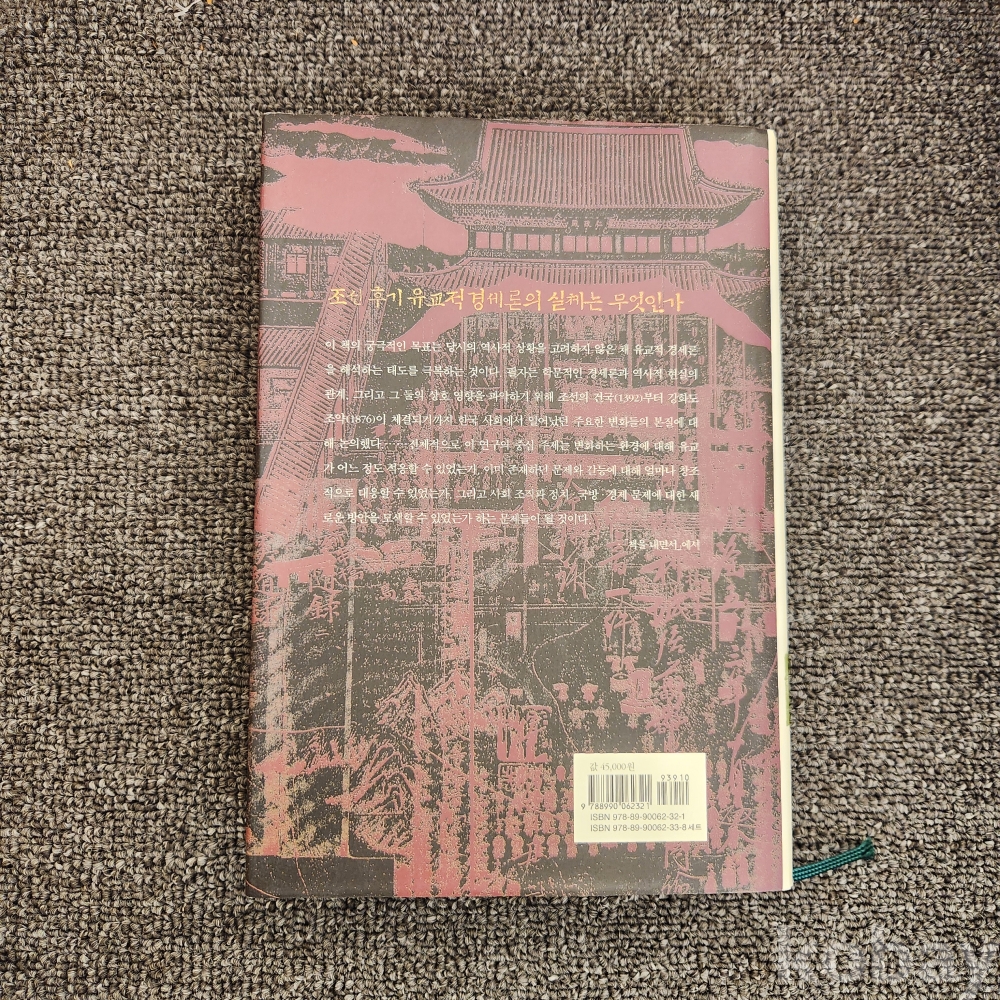 조선 후기 유교적 경세론의 실체는 무엇인가
이 책의 궁극적인 목표는 당시의 역사적 상황을 고려하지 않은 채 유교적 경세론
을 해석하는 태도를 극복하는 것이다. 필자는 학문적인 경세론과 역사적 현실의
관계, 그리고 그 둘의 상호 영향을 파악하기 위해 조선의 건국(1392)부터 강화도
조약(1876)이 체결되기까지 한국 사회에서 일어났던 주요한 변화들의 본질에 대
해 논의했다.……전체적으로 이 연구의 중심 주제는 변화하는 환경에 대해 유교
가 어느 정도 적응할 수 있었는가, 이미 존재하던 문제와 갈등에 대해 얼마나 창조
적으로 대응할 수 있었는가, 그리고 사회 조직과 정치·국방·경제 문제에 대한 새
로운 방안을 모색할 수 있었는가 하는 문제들이 될 것이다.
책을 내면서_에서
錄
값 45,000원
93910
9 788990 062321
ISBN 978-89-90062-32-1
ISBN 978-89-90062-33-8 세트
kobay